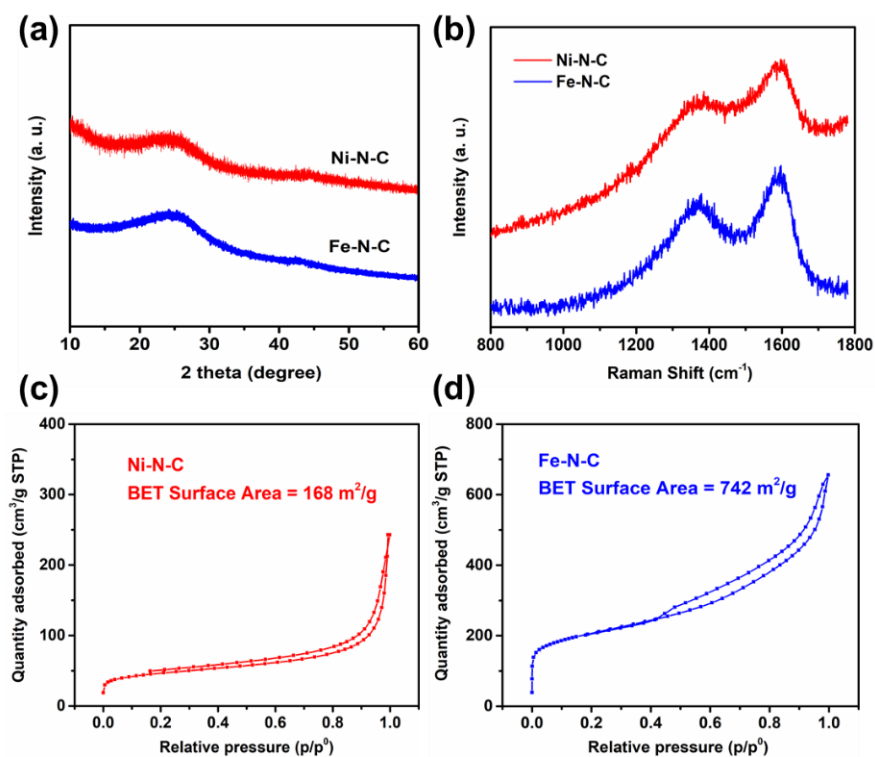 (a)
Intensity (a. u.)
Ni-N-C
Fe-N-C
10 20 30 40 50 60
2 theta (degree)
(b)
Intensity (a. u.)
Ni-N-C
Fe-N-C
800 1000 1200 1400 1600 1800
Raman Shift (cm⁻¹)
(c)
Quantity adsorbed (cm³/g STP)
400
300
200
100
0
Ni-N-C
BET Surface Area = 168 m²/g
0.0 0.2 0.4 0.6 0.8 1.0
Relative pressure (p/p⁰)
(d)
Quantity adsorbed (cm³/g STP)
800
600
400
200
0
Fe-N-C
BET Surface Area = 742 m²/g
0.0 0.2 0.4 0.6 0.8 1.0
Relative pressure (p/p⁰)